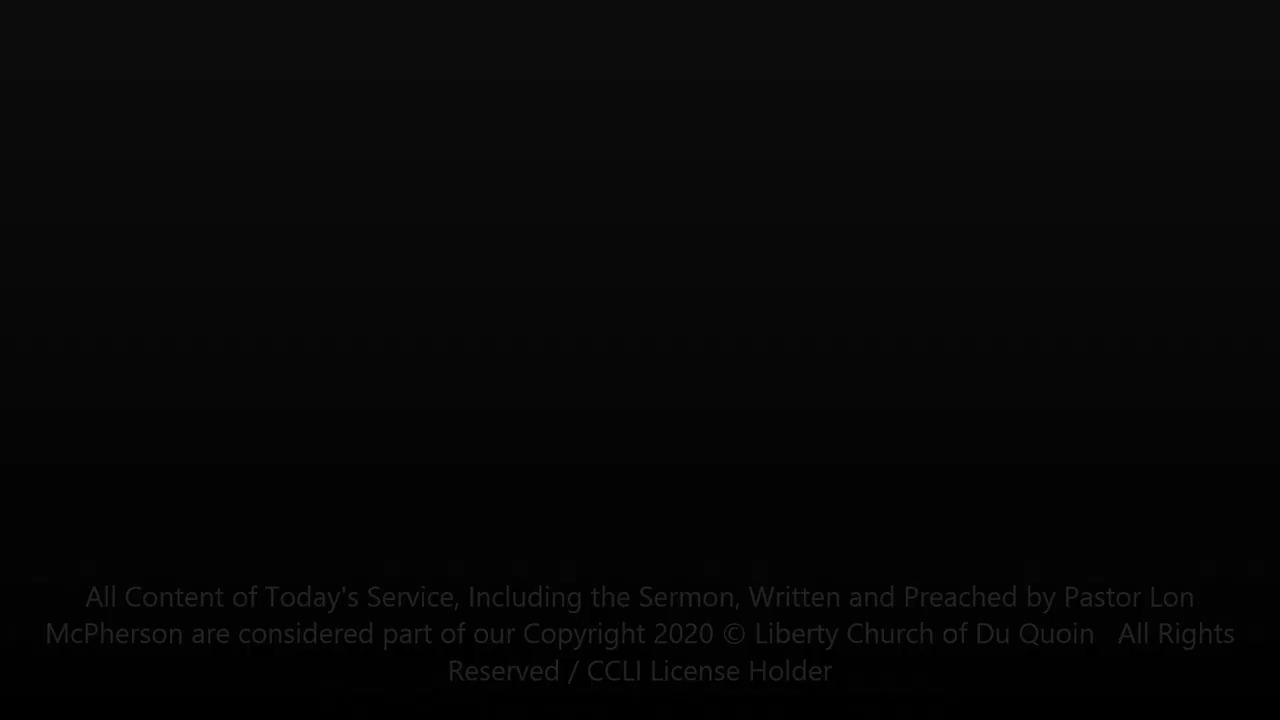 All Content of Today's Service, Including the Sermon, Written and Preached by Pastor Lon
McPherson are considered part of our Copyright 2020 © Liberty Church of Du Quoin   All Rights
Reserved / CCLI License Holder